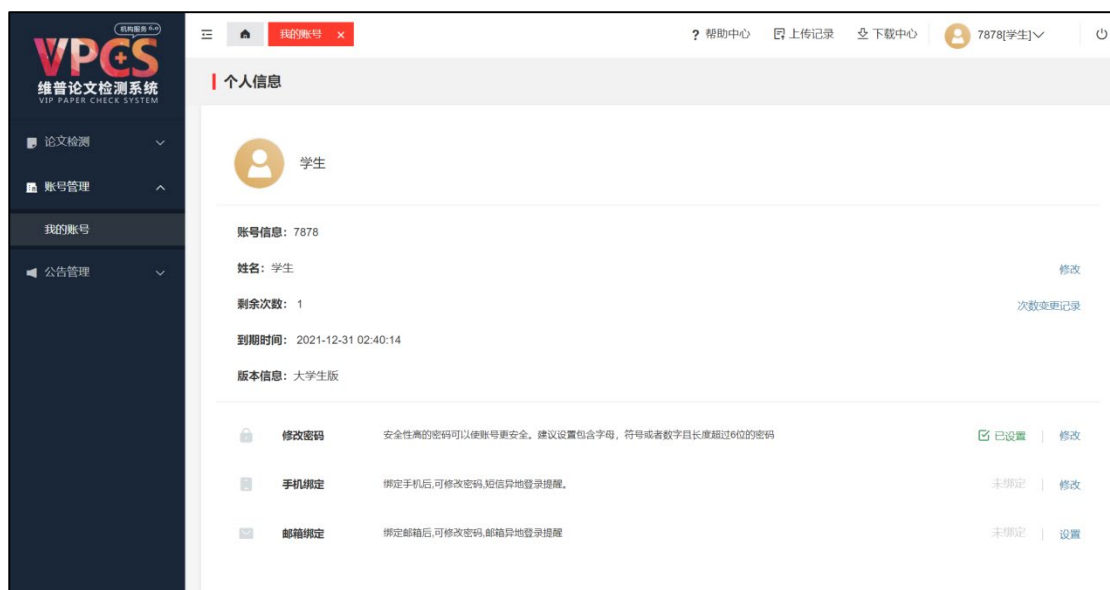 机构服务 6.0
VPCS
维普论文检测系统
VIP PAPER CHECK SYSTEM
论文检测
账号管理
我的账号
公告管理
我的账号 ×
? 帮助中心 上传记录 下载中心 7878[学生]
个人信息
学生
账号信息：7878
姓名：学生 修改
剩余次数：1 次数变更记录
到期时间：2021-12-31 02:40:14
版本信息：大学生版
修改密码 安全性高的密码可以使账号更安全。建议设置包含字母，符号或者数字且长度超过6位的密码 已设置 | 修改
手机绑定 绑定手机后,可修改密码,短信异地登录提醒。 未绑定 | 修改
邮箱绑定 绑定邮箱后,可修改密码,邮箱异地登录提醒 未绑定 | 设置